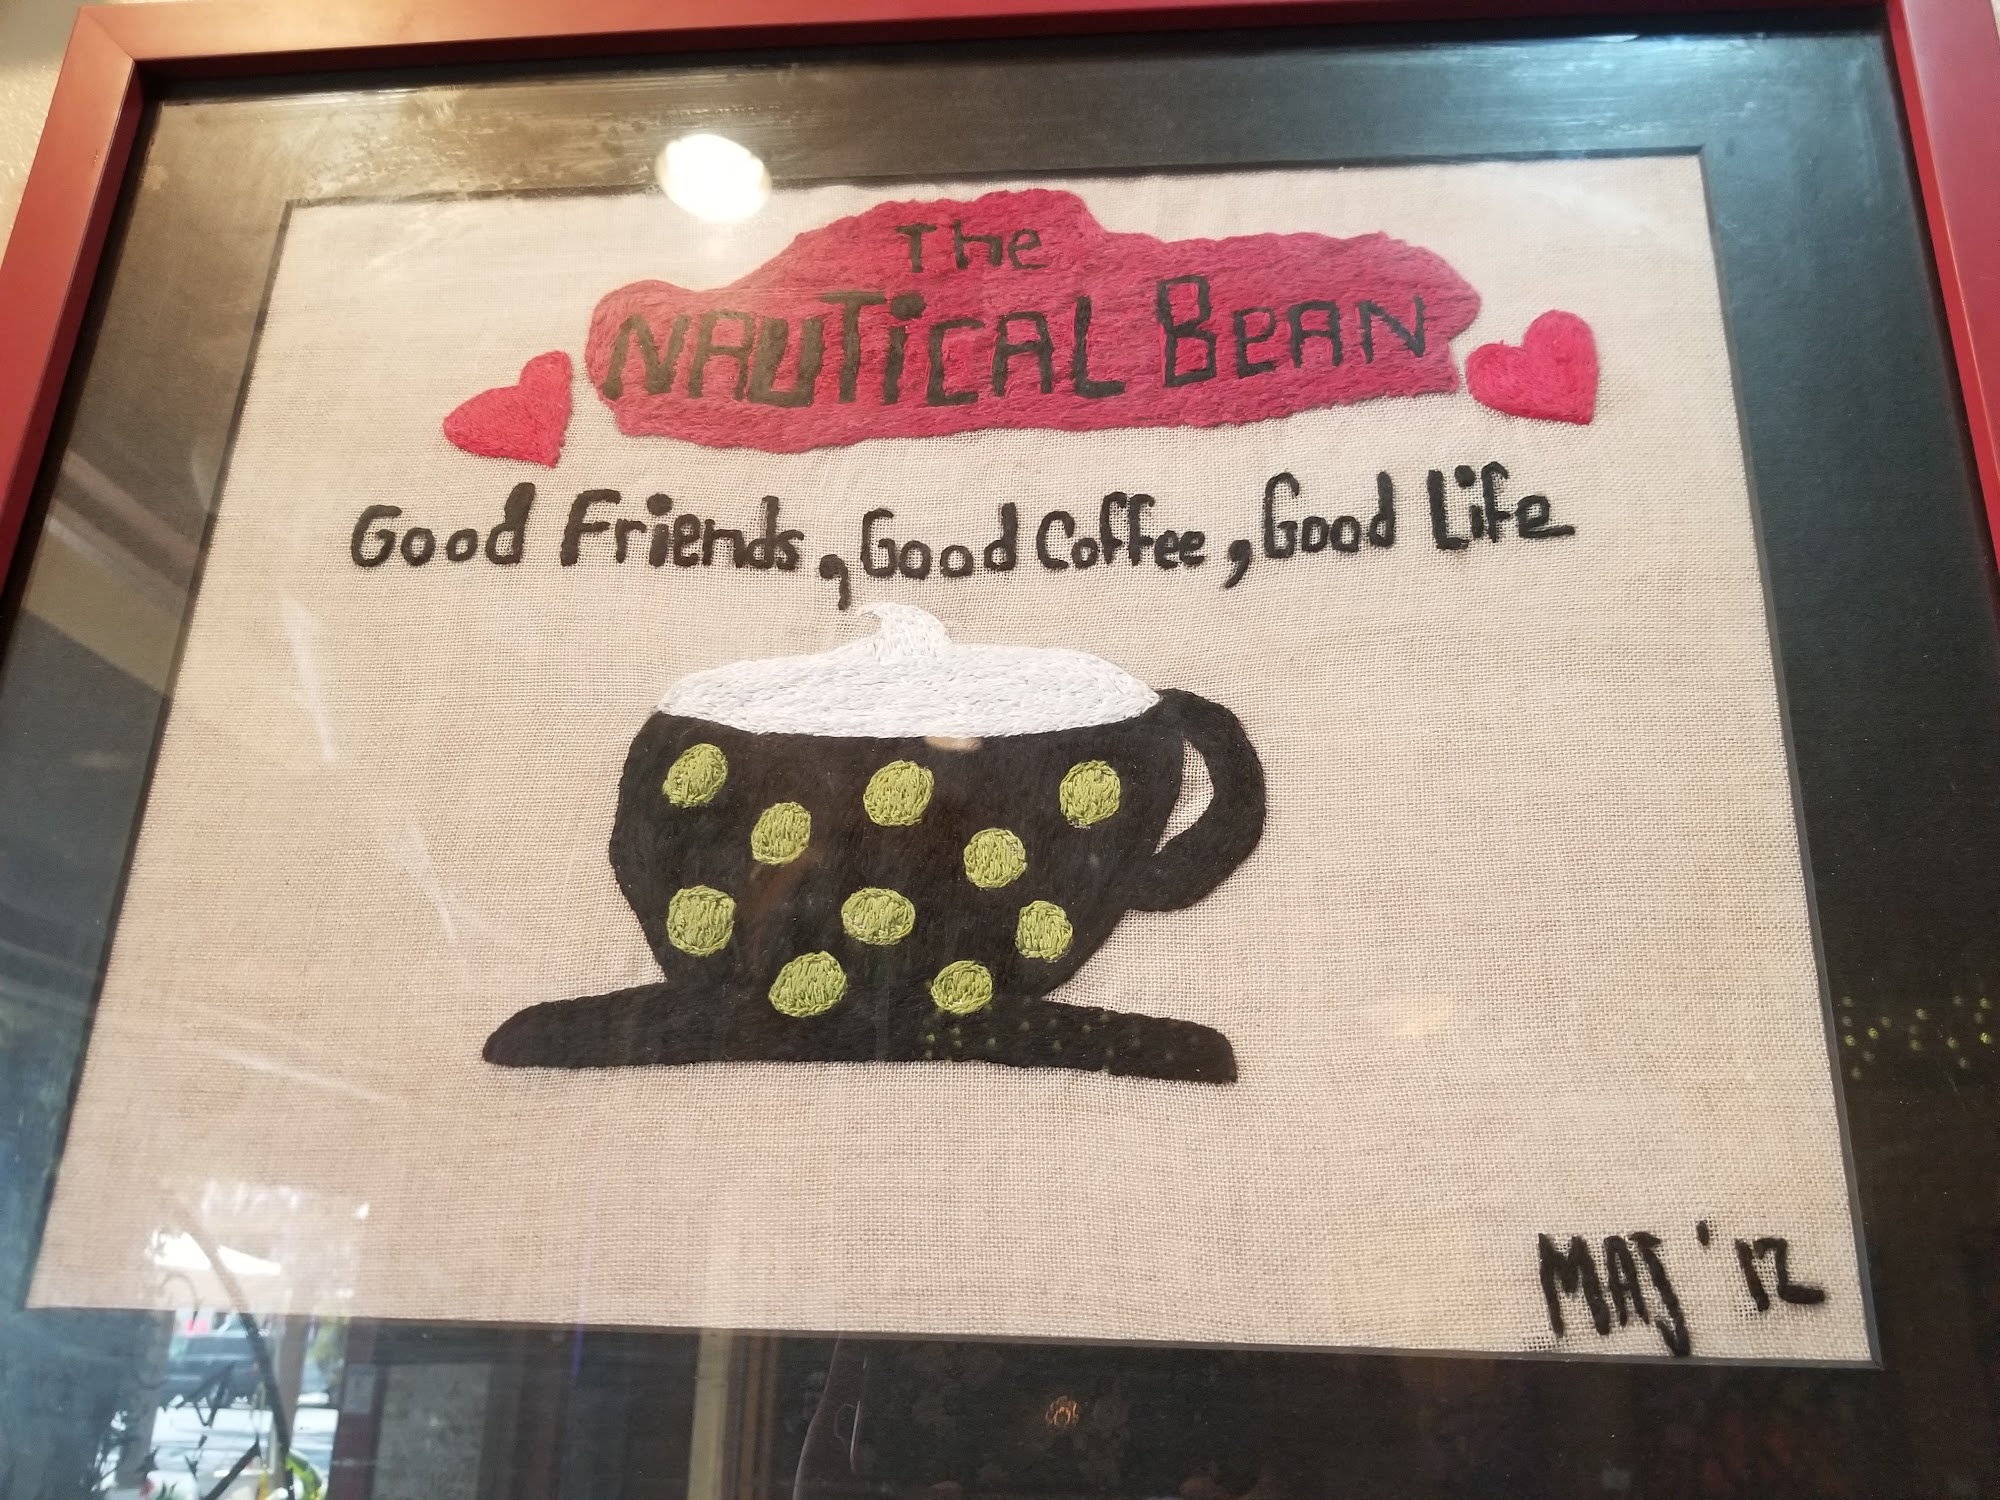 The
NAUTiCAL BeAN
Good Friends, Good Coffee, Good Life
MAJ '12